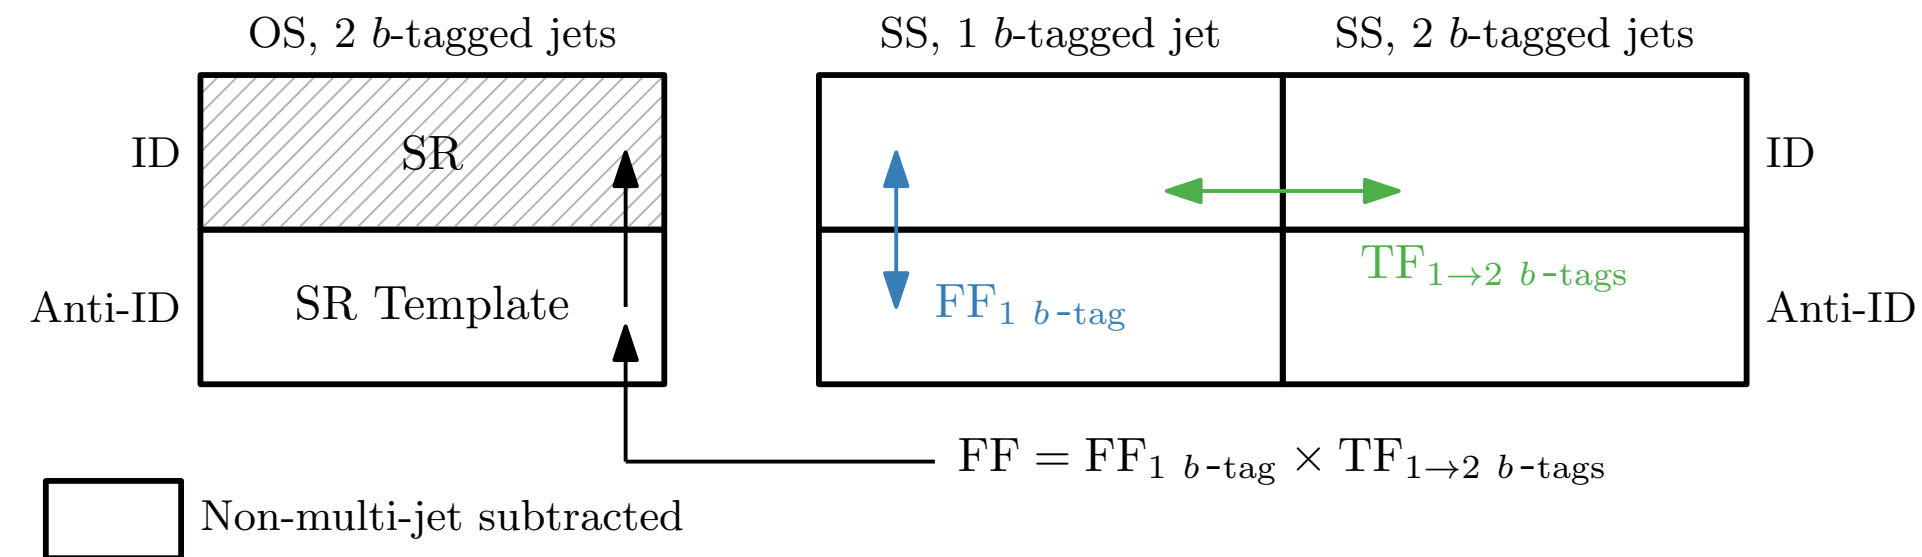 OS, 2 b-tagged jets
SS, 1 b-tagged jet
SS, 2 b-tagged jets
ID
SR
ID
Anti-ID
SR Template
FF₁ b-tag
TF₁→₂ b-tags
Anti-ID
FF = FF₁ b-tag × TF₁→₂ b-tags
Non-multi-jet subtracted